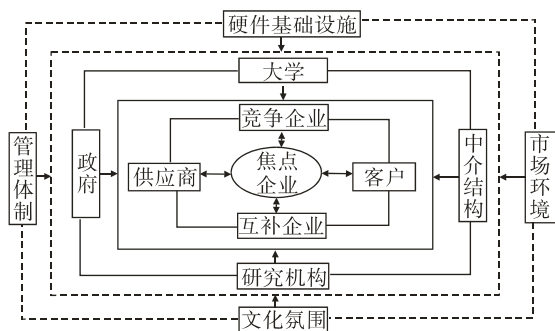 硬件基础设施
大学
竞争企业
管理体制
政府
供应商
焦点
企业
客户
中介结构
市场环境
互补企业
研究机构
文化氛围